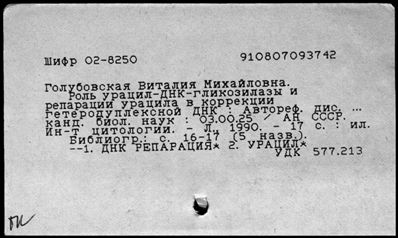 Шифр 02-8250 910807093742
Голубовская Виталия Михайловна.
Роль урацил-ДНК-гликозилазы и
репарации урацила в коррекции
гетеродуплексной ДНК : Автореф. дис. ...
канд. биол. наук : 03.00.25 / АН СССР.
Ин-т цитологии. - Л., 1990. - 17 с. : ил.
Библиогр.: с. 16-17 (5 назв.).
--1. ДНК РЕПАРАЦИЯ* 2. УРАЦИЛ*
УДК 577.213